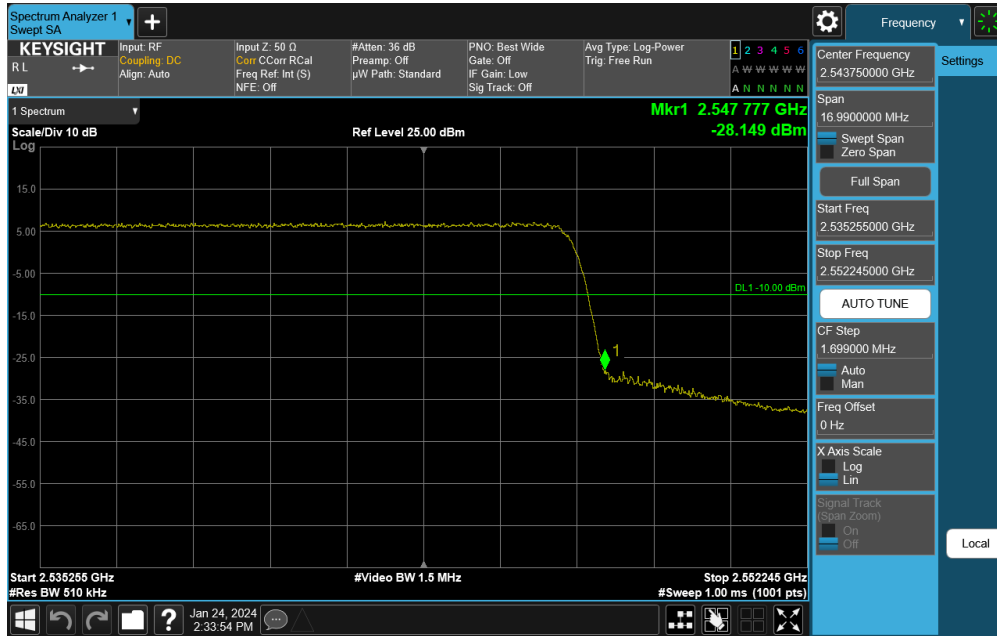 Spectrum Analyzer 1
Swept SA
+
Frequency
KEYSIGHT
R L
LXI
Input: RF
Coupling: DC
Align: Auto
Input Z: 50 Ω
Corr CCorr RCal
Freq Ref: Int (S)
NFE: Off
#Atten: 36 dB
Preamp: Off
µW Path: Standard
PNO: Best Wide
Gate: Off
IF Gain: Low
Sig Track: Off
Avg Type: Log-Power
Trig: Free Run
1 2 3 4 5 6
A W W W W W
A N N N N N
1 Spectrum
Scale/Div 10 dB
Log
Ref Level 25.00 dBm
Mkr1 2.547 777 GHz
-28.149 dBm
15.0
5.00
-5.00
-15.0
-25.0
-35.0
-45.0
-55.0
-65.0
DL1 -10.00 dBm
1
Start 2.535255 GHz
#Res BW 510 kHz
#Video BW 1.5 MHz
Stop 2.552245 GHz
#Sweep 1.00 ms (1001 pts)
Center Frequency
2.543750000 GHz
Span
16.9900000 MHz
Swept Span
Zero Span
Full Span
Start Freq
2.535255000 GHz
Stop Freq
2.552245000 GHz
AUTO TUNE
CF Step
1.699000 MHz
Auto
Man
Freq Offset
0 Hz
X Axis Scale
Log
Lin
Signal Track
(Span Zoom)
On
Off
Settings
Local
?
Jan 24, 2024
2:33:54 PM